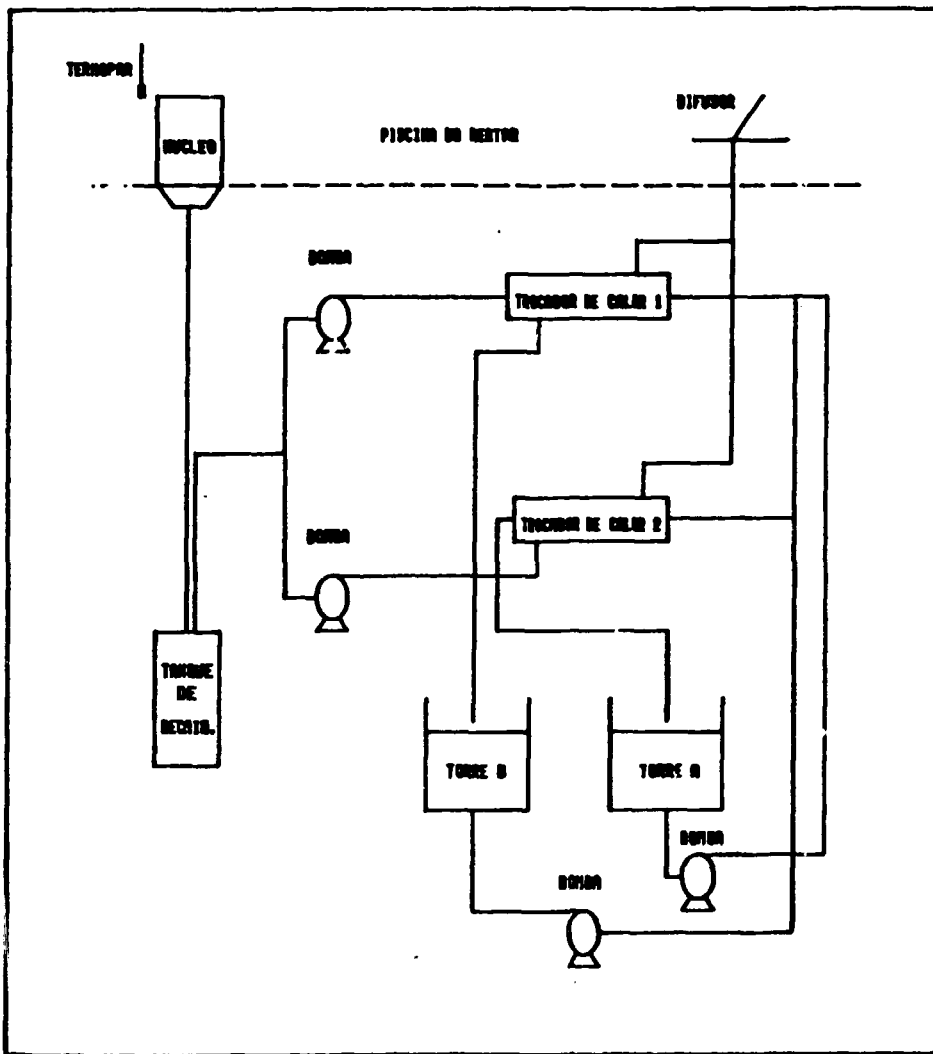 TERMOPAR
DIFUSOR
NUCLEO
PISCINA DO REATOR
BOMBA
TROCADOR DE CALOR 1
BOMBA
TROCADOR DE CALOR 2
TANQUE
DE
DECAIM.
TORRE B
TORRE A
BOMBA
BOMBA